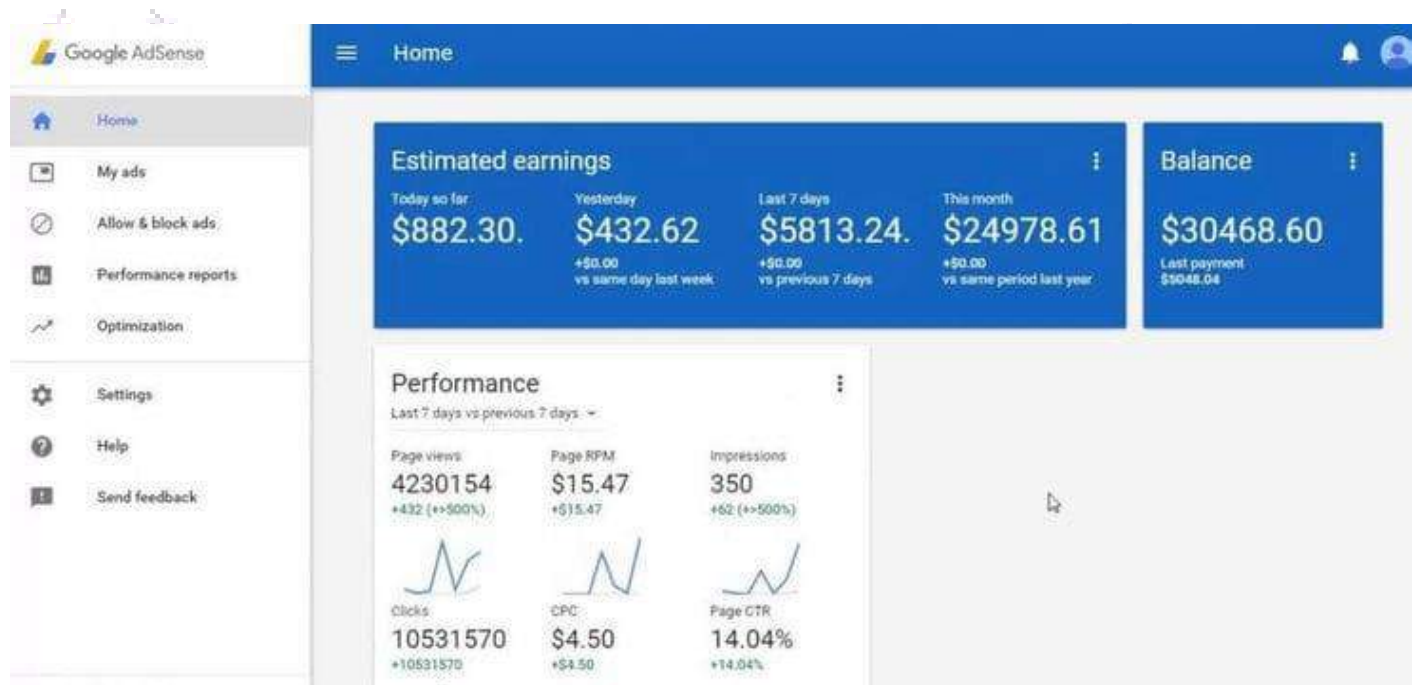 Google AdSense
Home
Home
My ads
Allow & block ads
Performance reports
Optimization
Settings
Help
Send feedback
Estimated earnings
Today so far
$882.30.
Yesterday
$432.62
+$0.00
vs same day last week
Last 7 days
$5813.24.
+$0.00
vs previous 7 days
This month
$24978.61
+$0.00
vs same period last year
Balance
$30468.60
Last payment
$5048.04
Performance
Last 7 days vs previous 7 days
Page views
4230154
+432 (+>500%)
Page RPM
$15.47
+$15.47
Impressions
350
+62 (+>500%)
Clicks
10531570
+10531570
CPC
$4.50
+$4.50
Page CTR
14.04%
+14.04%